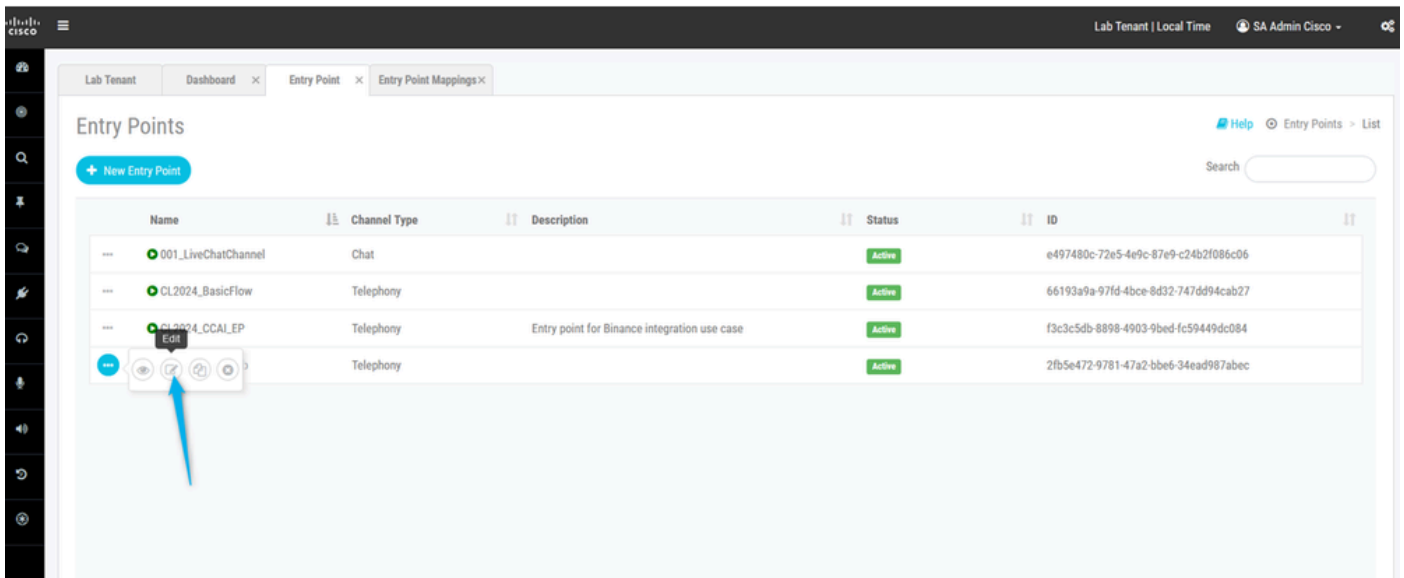 CISCO
Lab Tenant | Local Time SA Admin Cisco
Lab Tenant Dashboard × Entry Point × Entry Point Mappings ×
Entry Points
Help Entry Points > List
+ New Entry Point
Search
Name Channel Type Description Status ID
001_LiveChatChannel Chat Active e497480c-72e5-4e9c-87e9-c24b2f086c06
CL2024_BasicFlow Telephony Active 66193a9a-97fd-4bce-8d32-747dd94cab27
CL2024_CCAI_EP Telephony Entry point for Binance integration use case Active f3c3c5db-8898-4903-9bed-fc59449dc084
Edit
Telephony Active 2fb5e472-9781-47a2-bbe6-34ead987abec